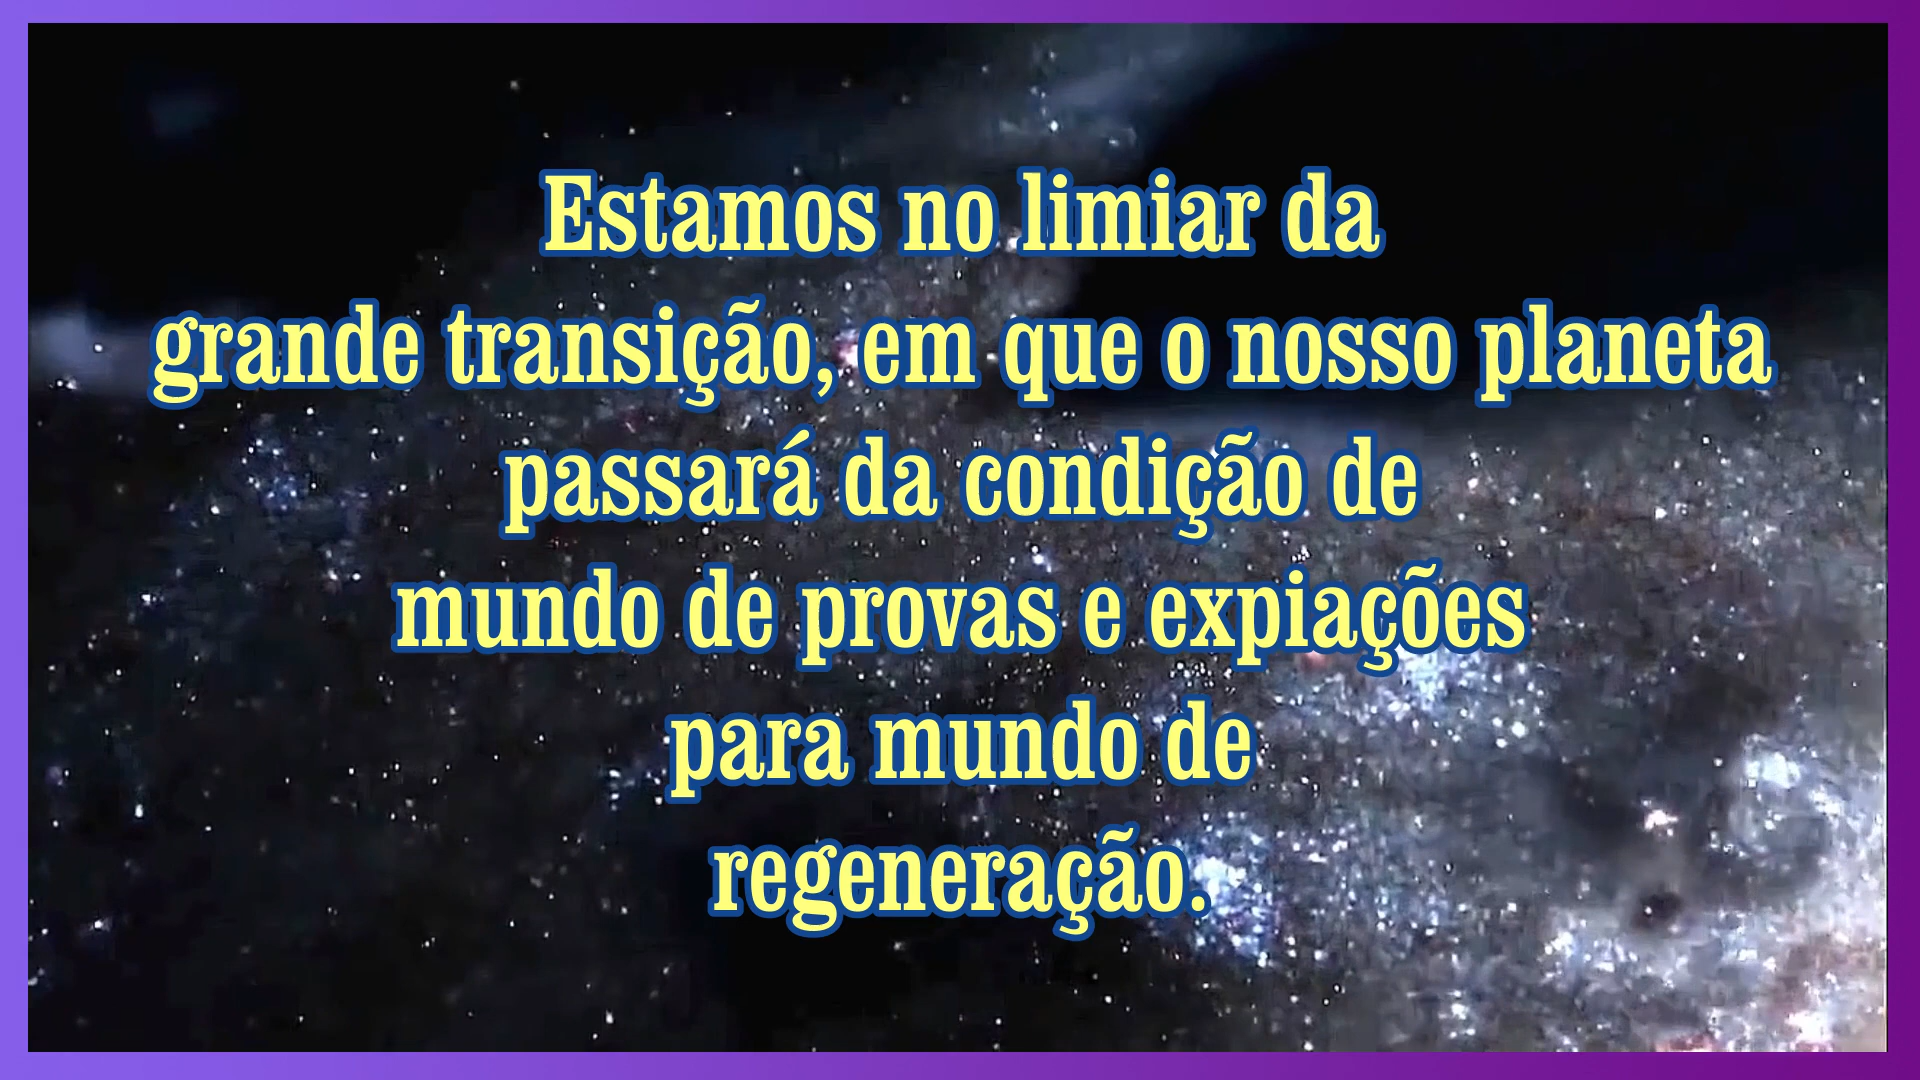 Estamos no limiar da
grande transição, em que o nosso planeta
passará da condição de
mundo de provas e expiações
para mundo de
regeneração.